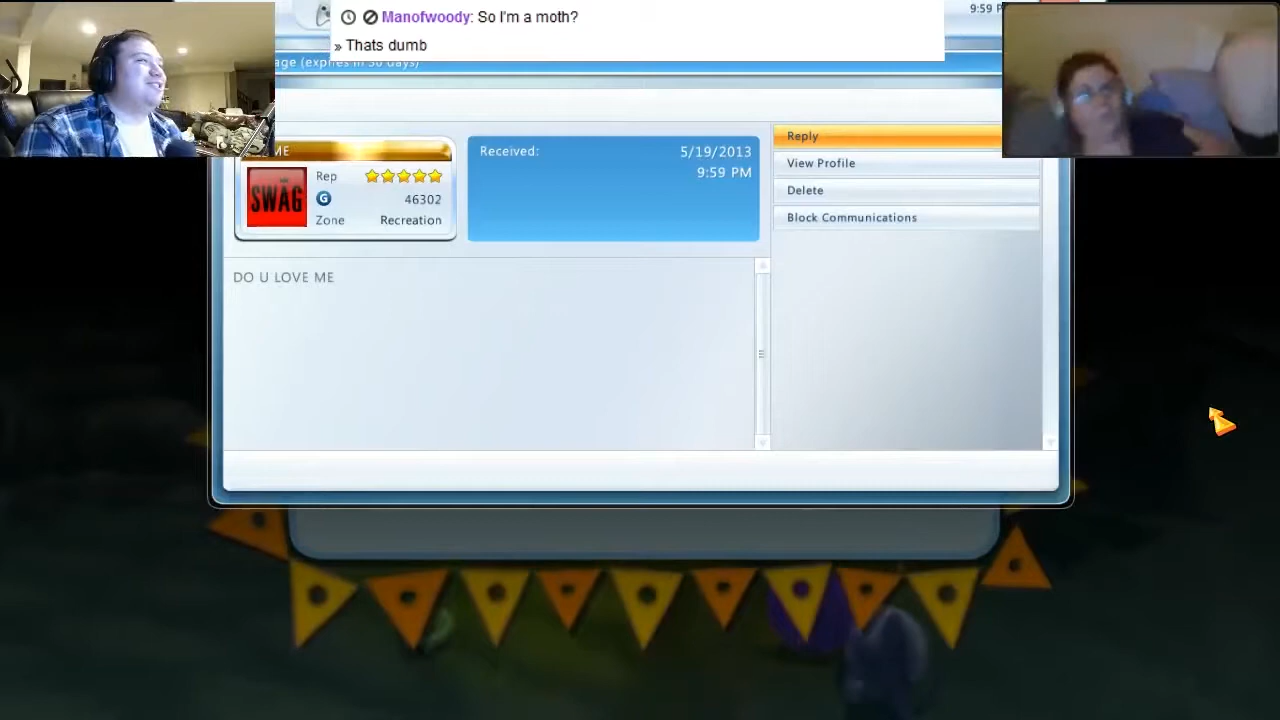 Manofwoody: So I'm a moth?
» Thats dumb
9:59 P
age (expires in 30 days)
ME
SWAG
Rep
G 46302
Zone Recreation
Received: 5/19/2013
9:59 PM
Reply
View Profile
Delete
Block Communications
DO U LOVE ME